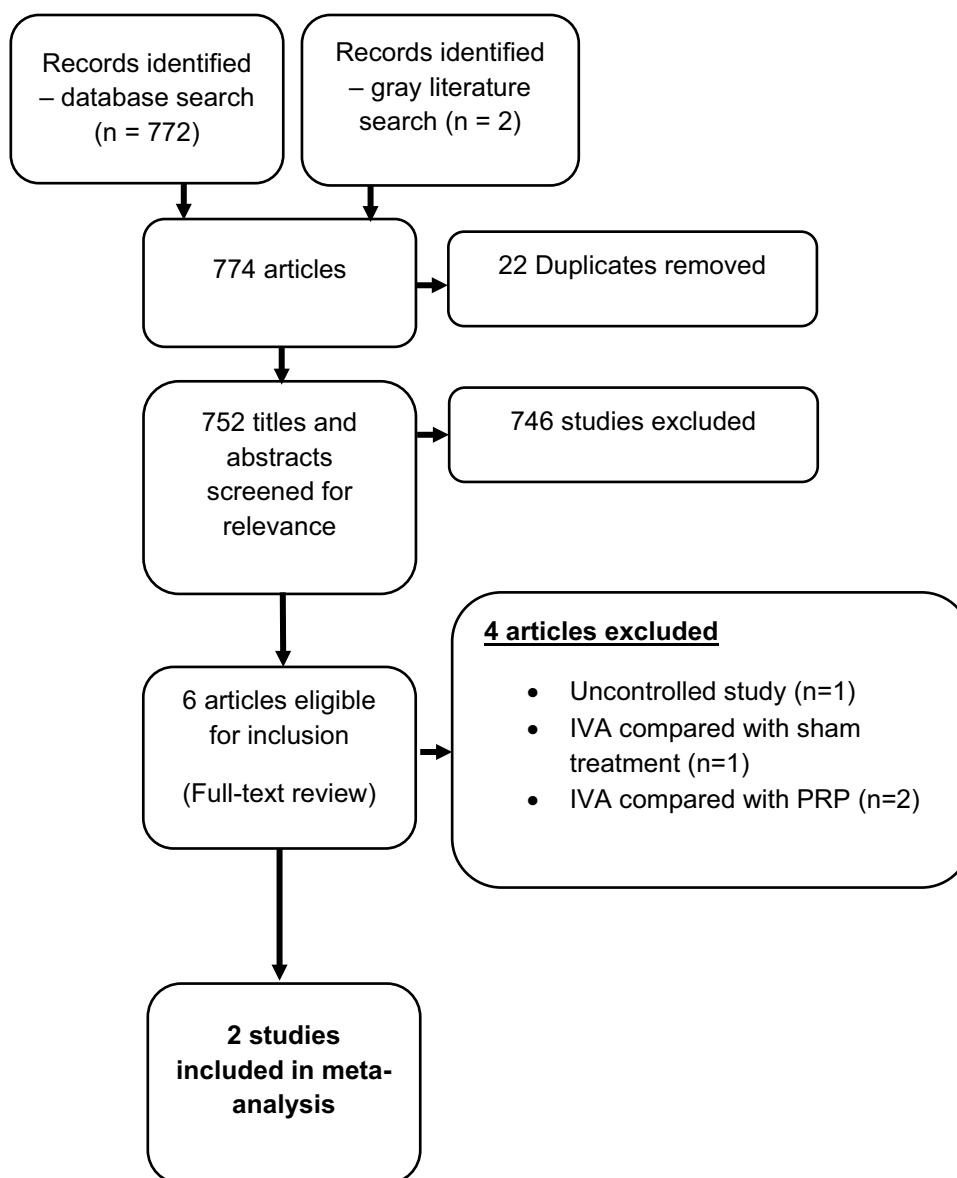 Records identified
– database search
(n = 772)
Records identified
– gray literature
search (n = 2)
774 articles
22 Duplicates removed
752 titles and
abstracts
screened for
relevance
746 studies excluded
6 articles eligible
for inclusion
(Full-text review)
4 articles excluded
• Uncontrolled study (n=1)
• IVA compared with sham
treatment (n=1)
• IVA compared with PRP (n=2)
2 studies
included in meta-
analysis